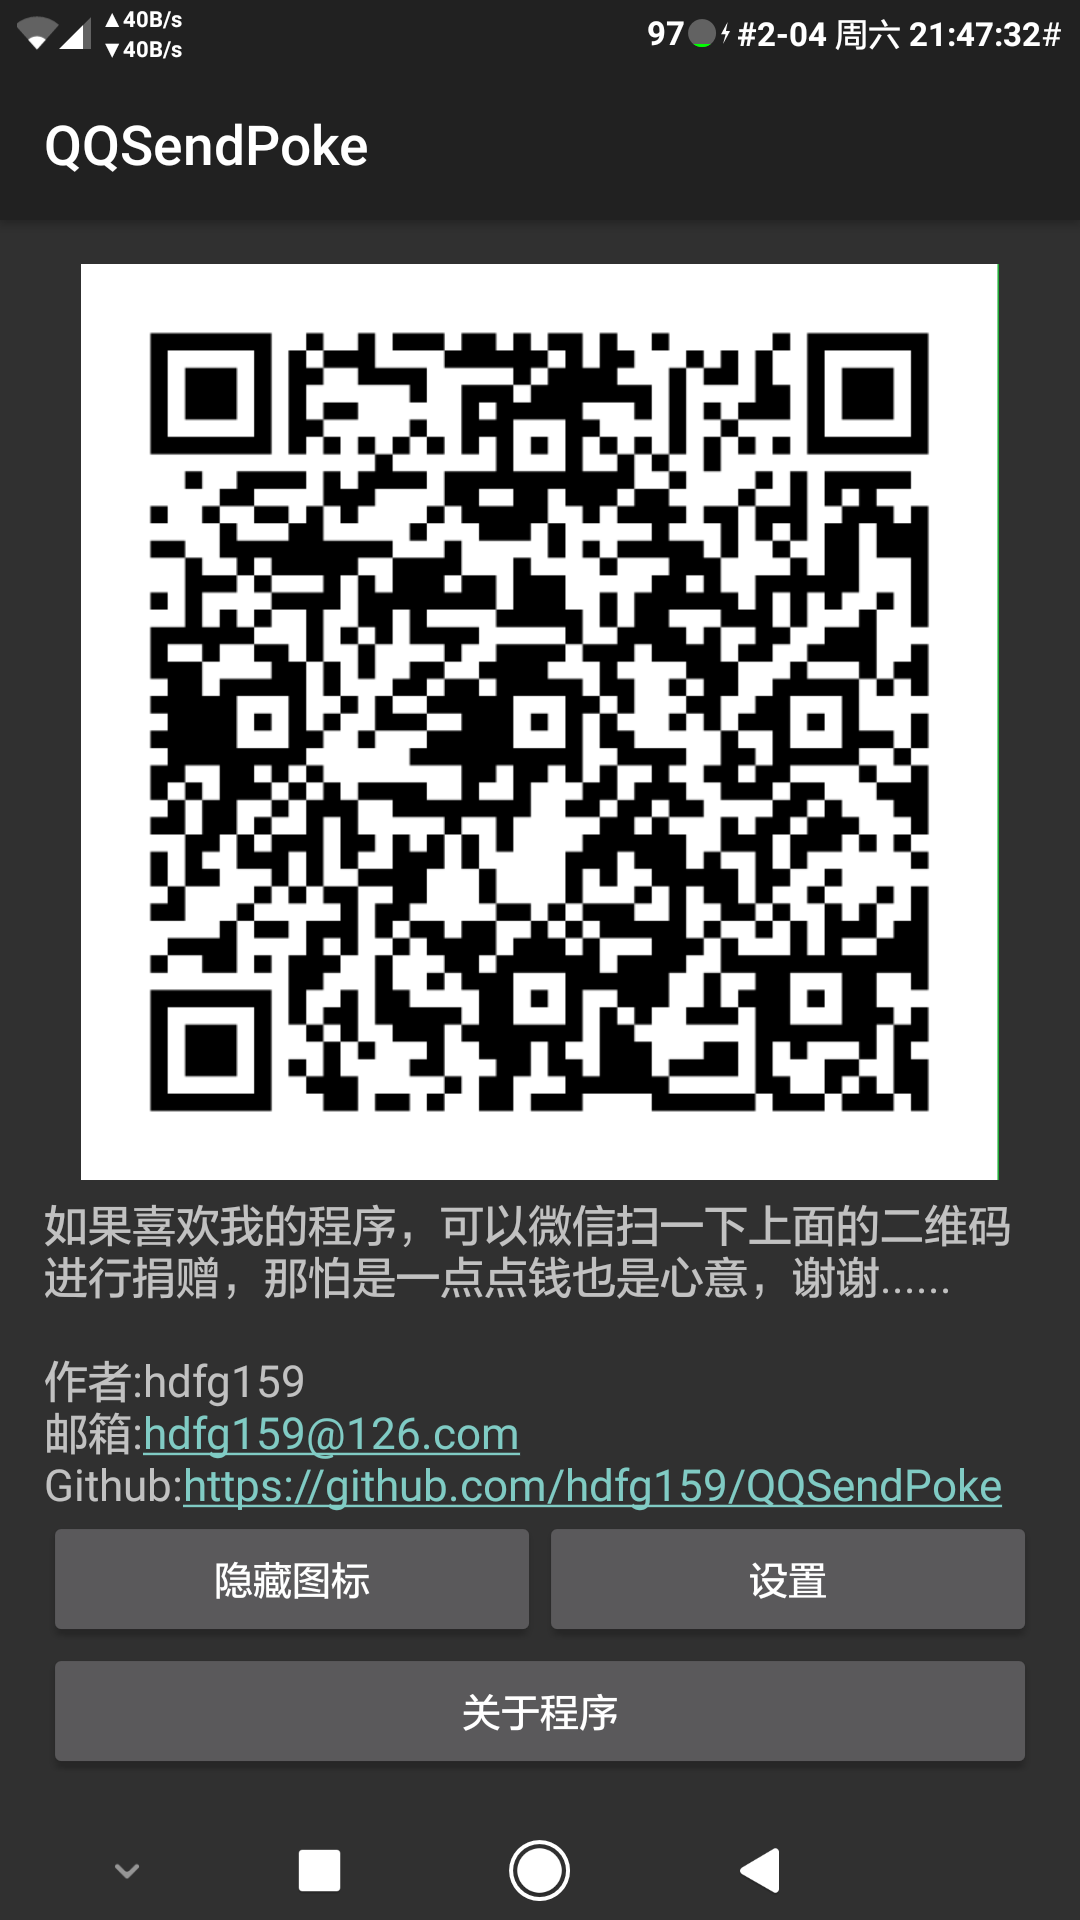 ▲40B/s
▼40B/s
97 #2-04 周六 21:47:32#
QQSendPoke
如果喜欢我的程序，可以微信扫一下上面的二维码
进行捐赠，那怕是一点点钱也是心意，谢谢......
作者:hdfg159
邮箱:hdfg159@126.com
Github:https://github.com/hdfg159/QQSendPoke
隐藏图标
设置
关于程序